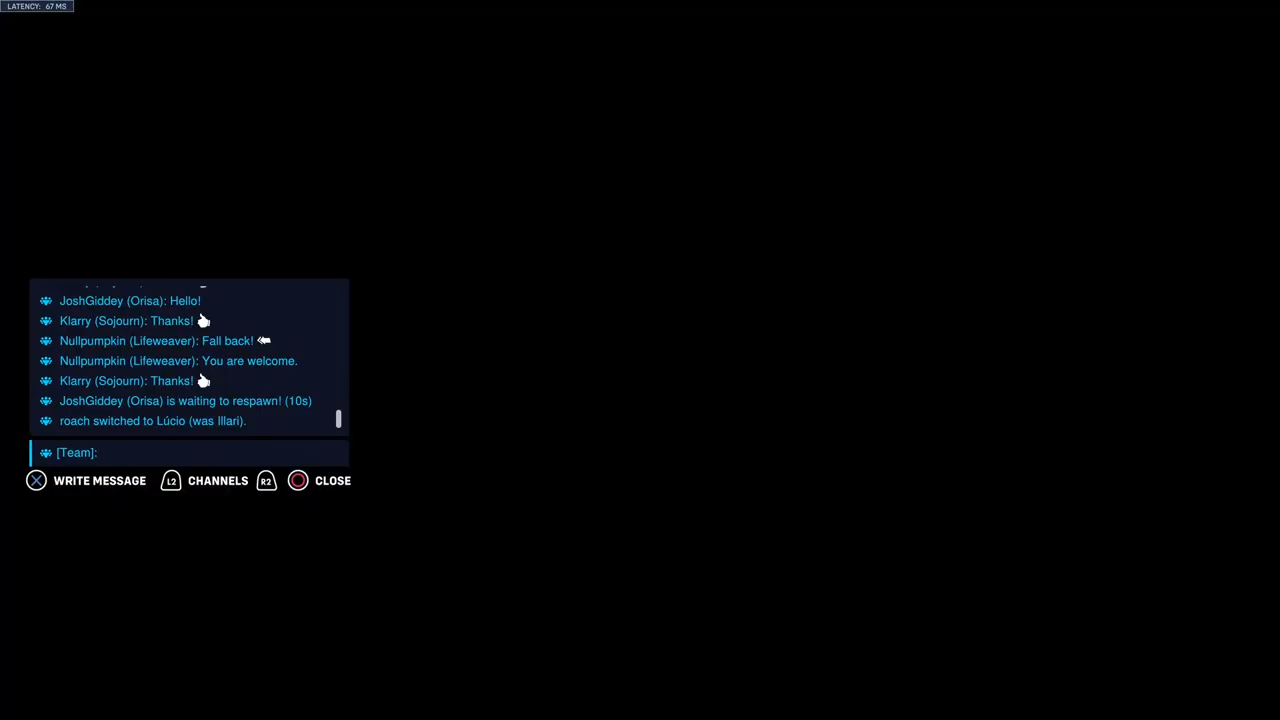 LATENCY: 67 MS
JoshGiddey (Orisa): Hello!
Klarry (Sojourn): Thanks!
Nullpumpkin (Lifeweaver): Fall back!
Nullpumpkin (Lifeweaver): You are welcome.
Klarry (Sojourn): Thanks!
JoshGiddey (Orisa) is waiting to respawn! (10s)
roach switched to Lúcio (was Illari).
[Team]:
WRITE MESSAGE L2 CHANNELS R2 CLOSE